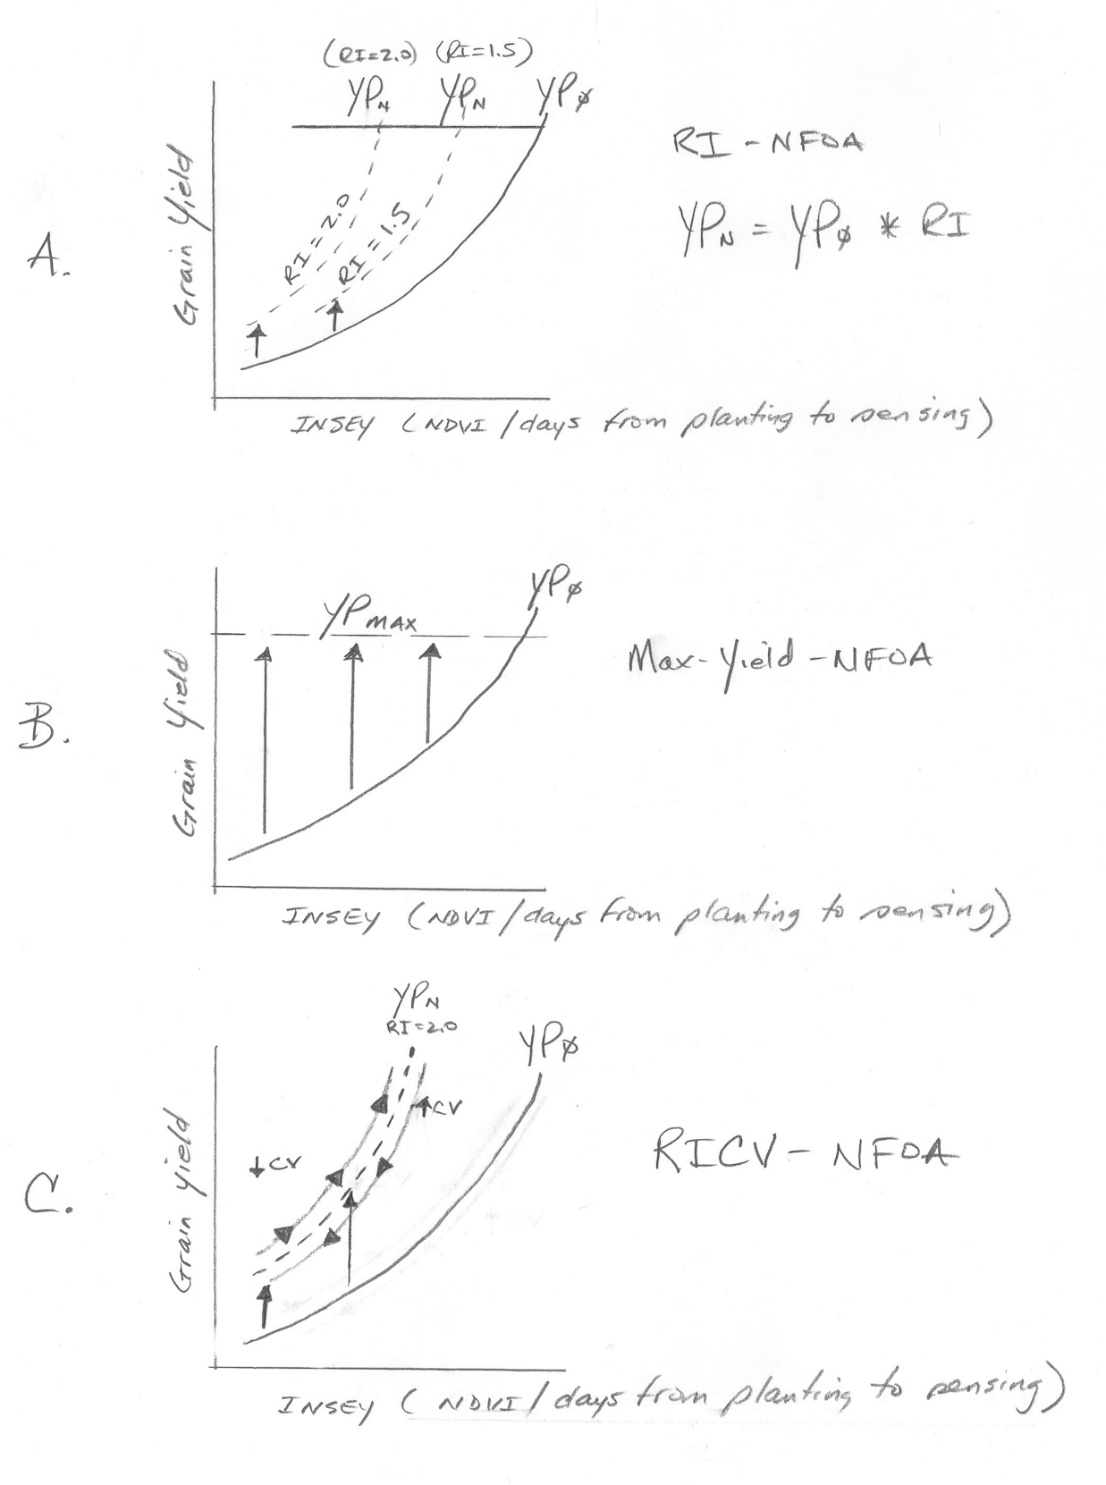 A.
(RI=2.0) (RI=1.5)
YPN YPN YPø
RI = 2.0
RI = 1.5
Grain Yield
INSEY (NDVI/days from planting to sensing)
RI - NFOA
YPN = YPø * RI
B.
YPMAX
YPø
Grain Yield
INSEY (NDVI/days from planting to sensing)
Max-Yield-NFOA
C.
YPN
RI=2.0
YPø
↑CV
↓CV
Grain Yield
INSEY (NDVI/days from planting to sensing)
RICV- NFOA